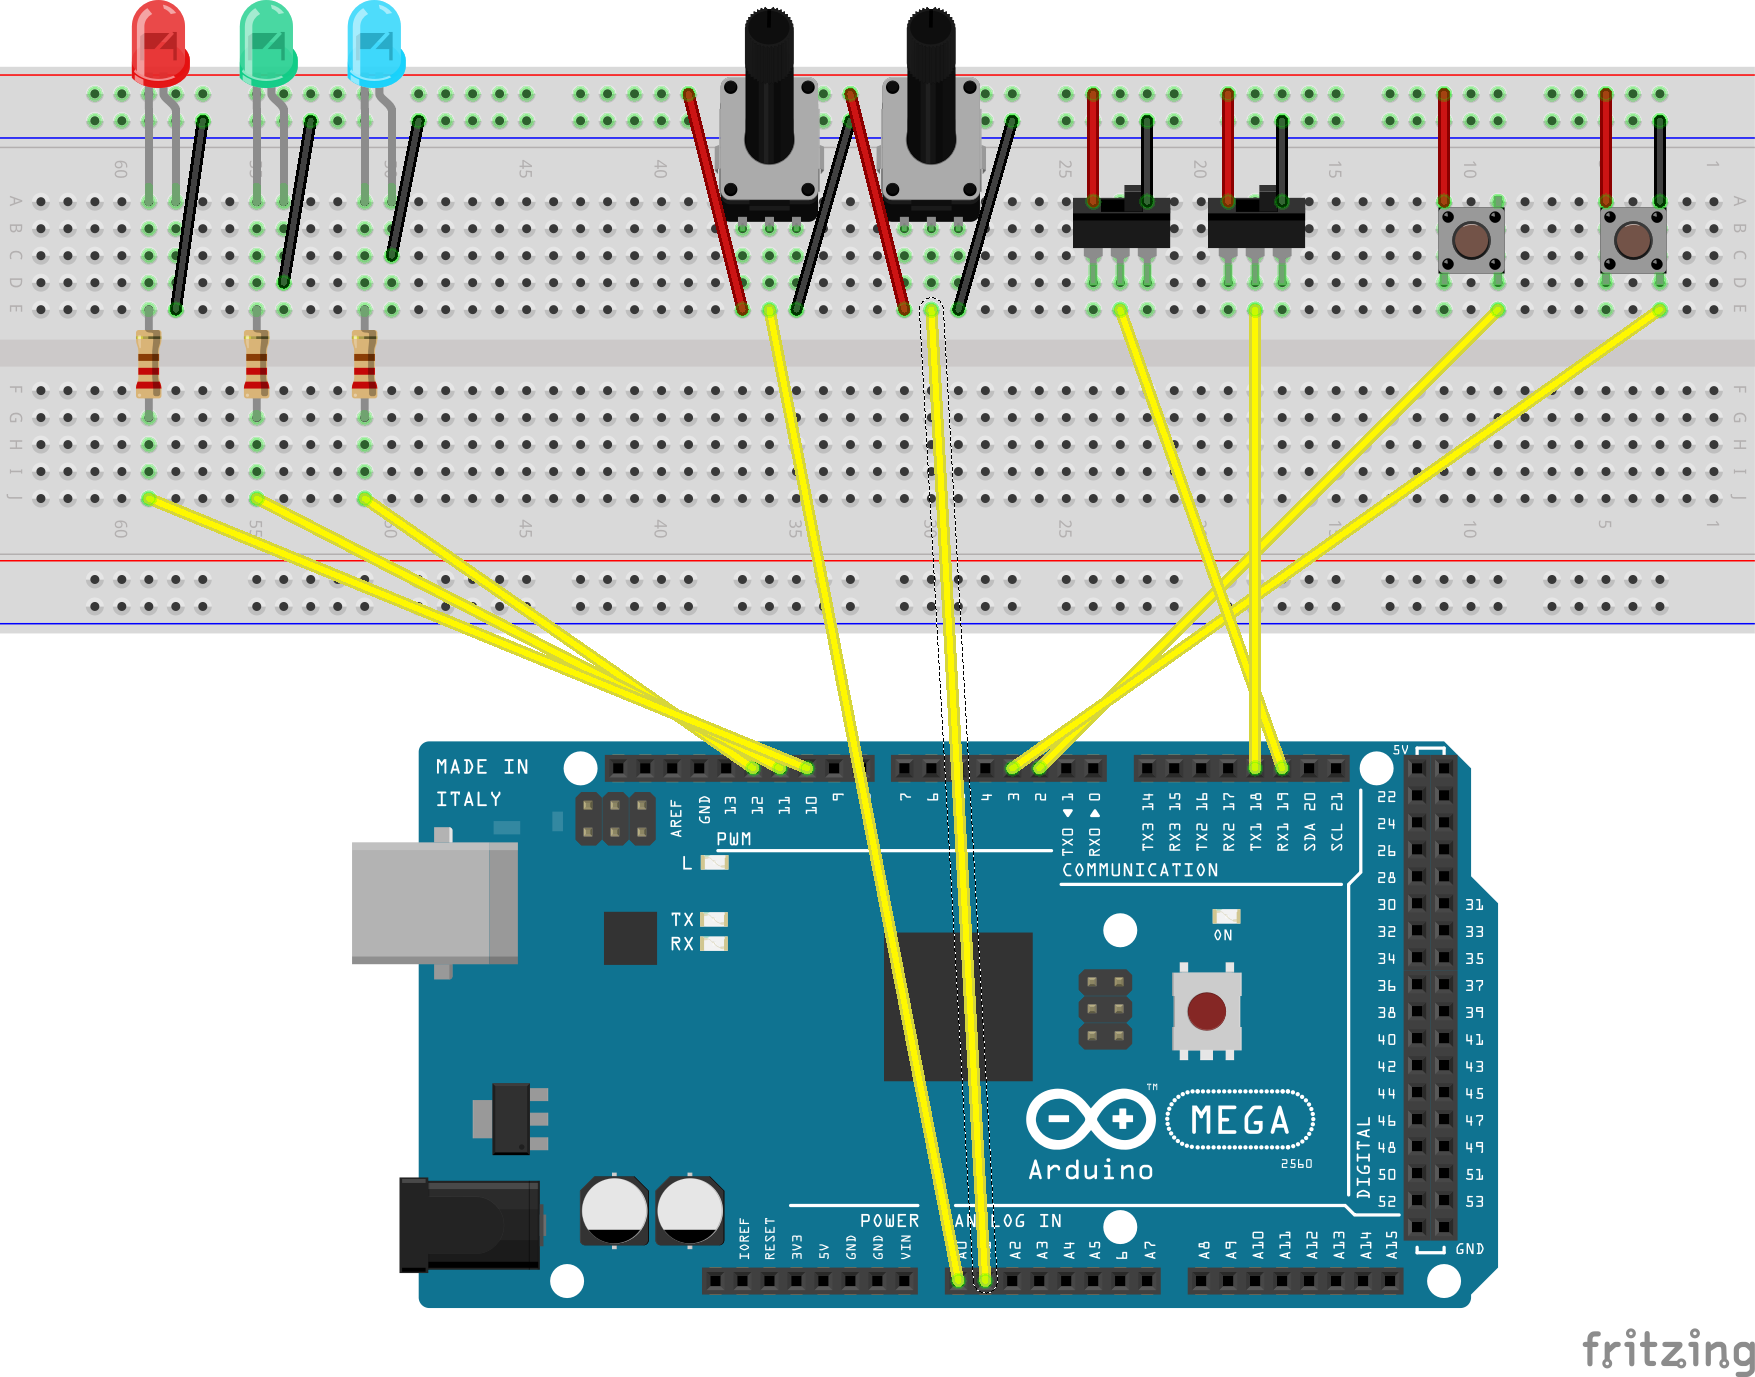 60 55 50 45 40 35 30 25 20 15 10 5 1
A A
B B
C C
D D
E E
F F
G G
H H
I I
J J
60 55 50 45 40 35 30 25 15 10 5 1
MADE IN
ITALY
AREF GND 13 12 11 10 9 7 6 4 3 2 TX0 1 RX0 0 TX3 14 RX3 15 TX2 16 RX2 17 TX1 18 RX1 19 SDA 20 SCL 21
5V
PWM
COMMUNICATION
L
TX
RX
ON
22
24
26
28
30 31
32 33
34 35
36 37
38 39
40 41
42 43
44 45
46 47
48 49
50 51
52 53
GND
DIGITAL
TM
MEGA
Arduino
2560
POWER ANALOG IN
IOREF RESET 3V3 5V GND GND VIN A0 A2 A3 A4 A5 6 A7 A8 A9 A10 A11 A12 A13 A14 A15
fritzing